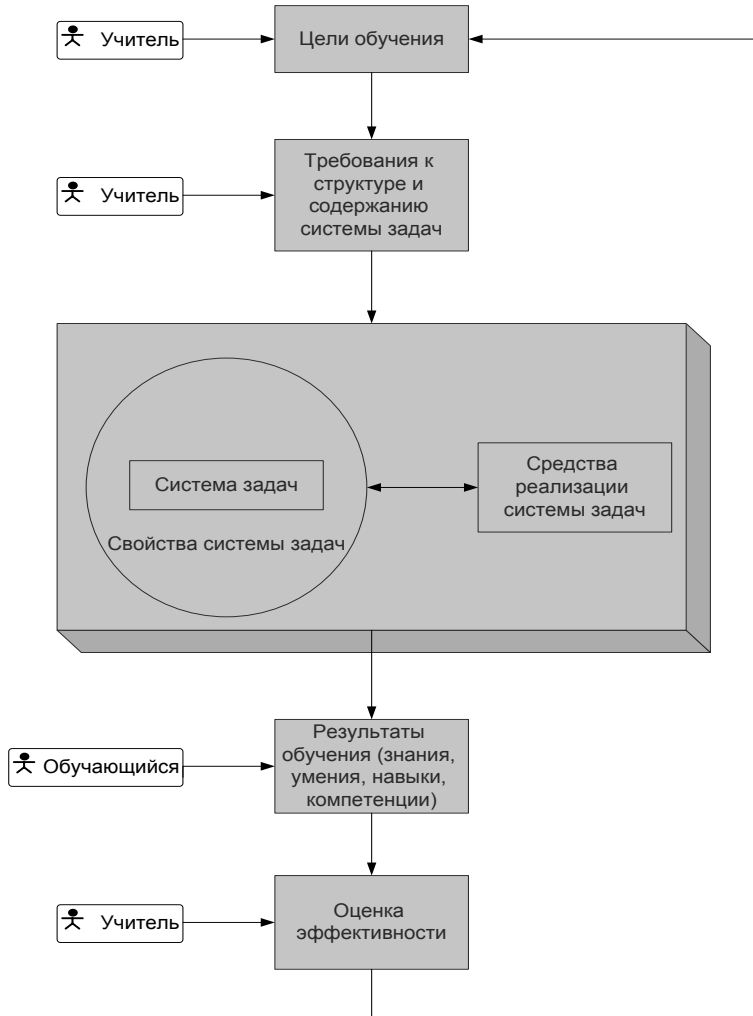 Учитель
Цели обучения
Учитель
Требования к
структуре и
содержанию
системы задач
Система задач
Свойства системы задач
Средства
реализации
системы задач
Обучающийся
Результаты
обучения (знания,
умения, навыки,
компетенции)
Учитель
Оценка
эффективности